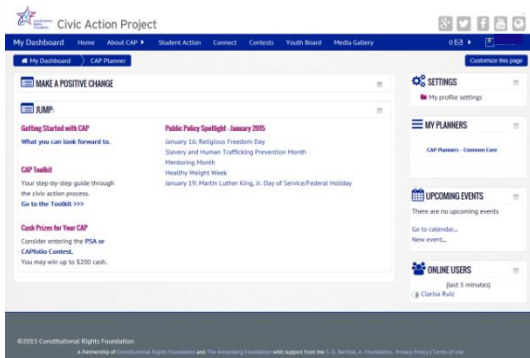 Civic Action Project
My Dashboard Home About CAP Student Action Connect Contests Youth Board Media Gallery 0
My Dashboard CAP Planner
Customize this page
MAKE A POSITIVE CHANGE
JUMP:
Getting Started with CAP
What you can look forward to.
CAP Toolkit
Your step-by-step guide through
the civic action process.
Go to the Toolkit >>>
Cash Prizes for Your CAP
Consider entering the PSA or
CAPfolio Contest.
You may win up to $200 cash.
Public Policy Spotlight - January 2015
January 16: Religious Freedom Day
Slavery and Human Trafficking Prevention Month
Mentoring Month
Healthy Weight Week
January 19: Martin Luther King, Jr. Day of Service/Federal Holiday
SETTINGS
My profile settings
MY PLANNERS
CAP Planners - Common Core
UPCOMING EVENTS
There are no upcoming events
Go to calendar...
New event...
ONLINE USERS
(last 5 minutes)
Clarisa Ruiz
©2015 Constitutional Rights Foundation
A Partnership of Constitutional Rights Foundation and The Annenberg Foundation with support from the S. D. Bechtel, Jr. Foundation. Privacy Policy Terms of Use